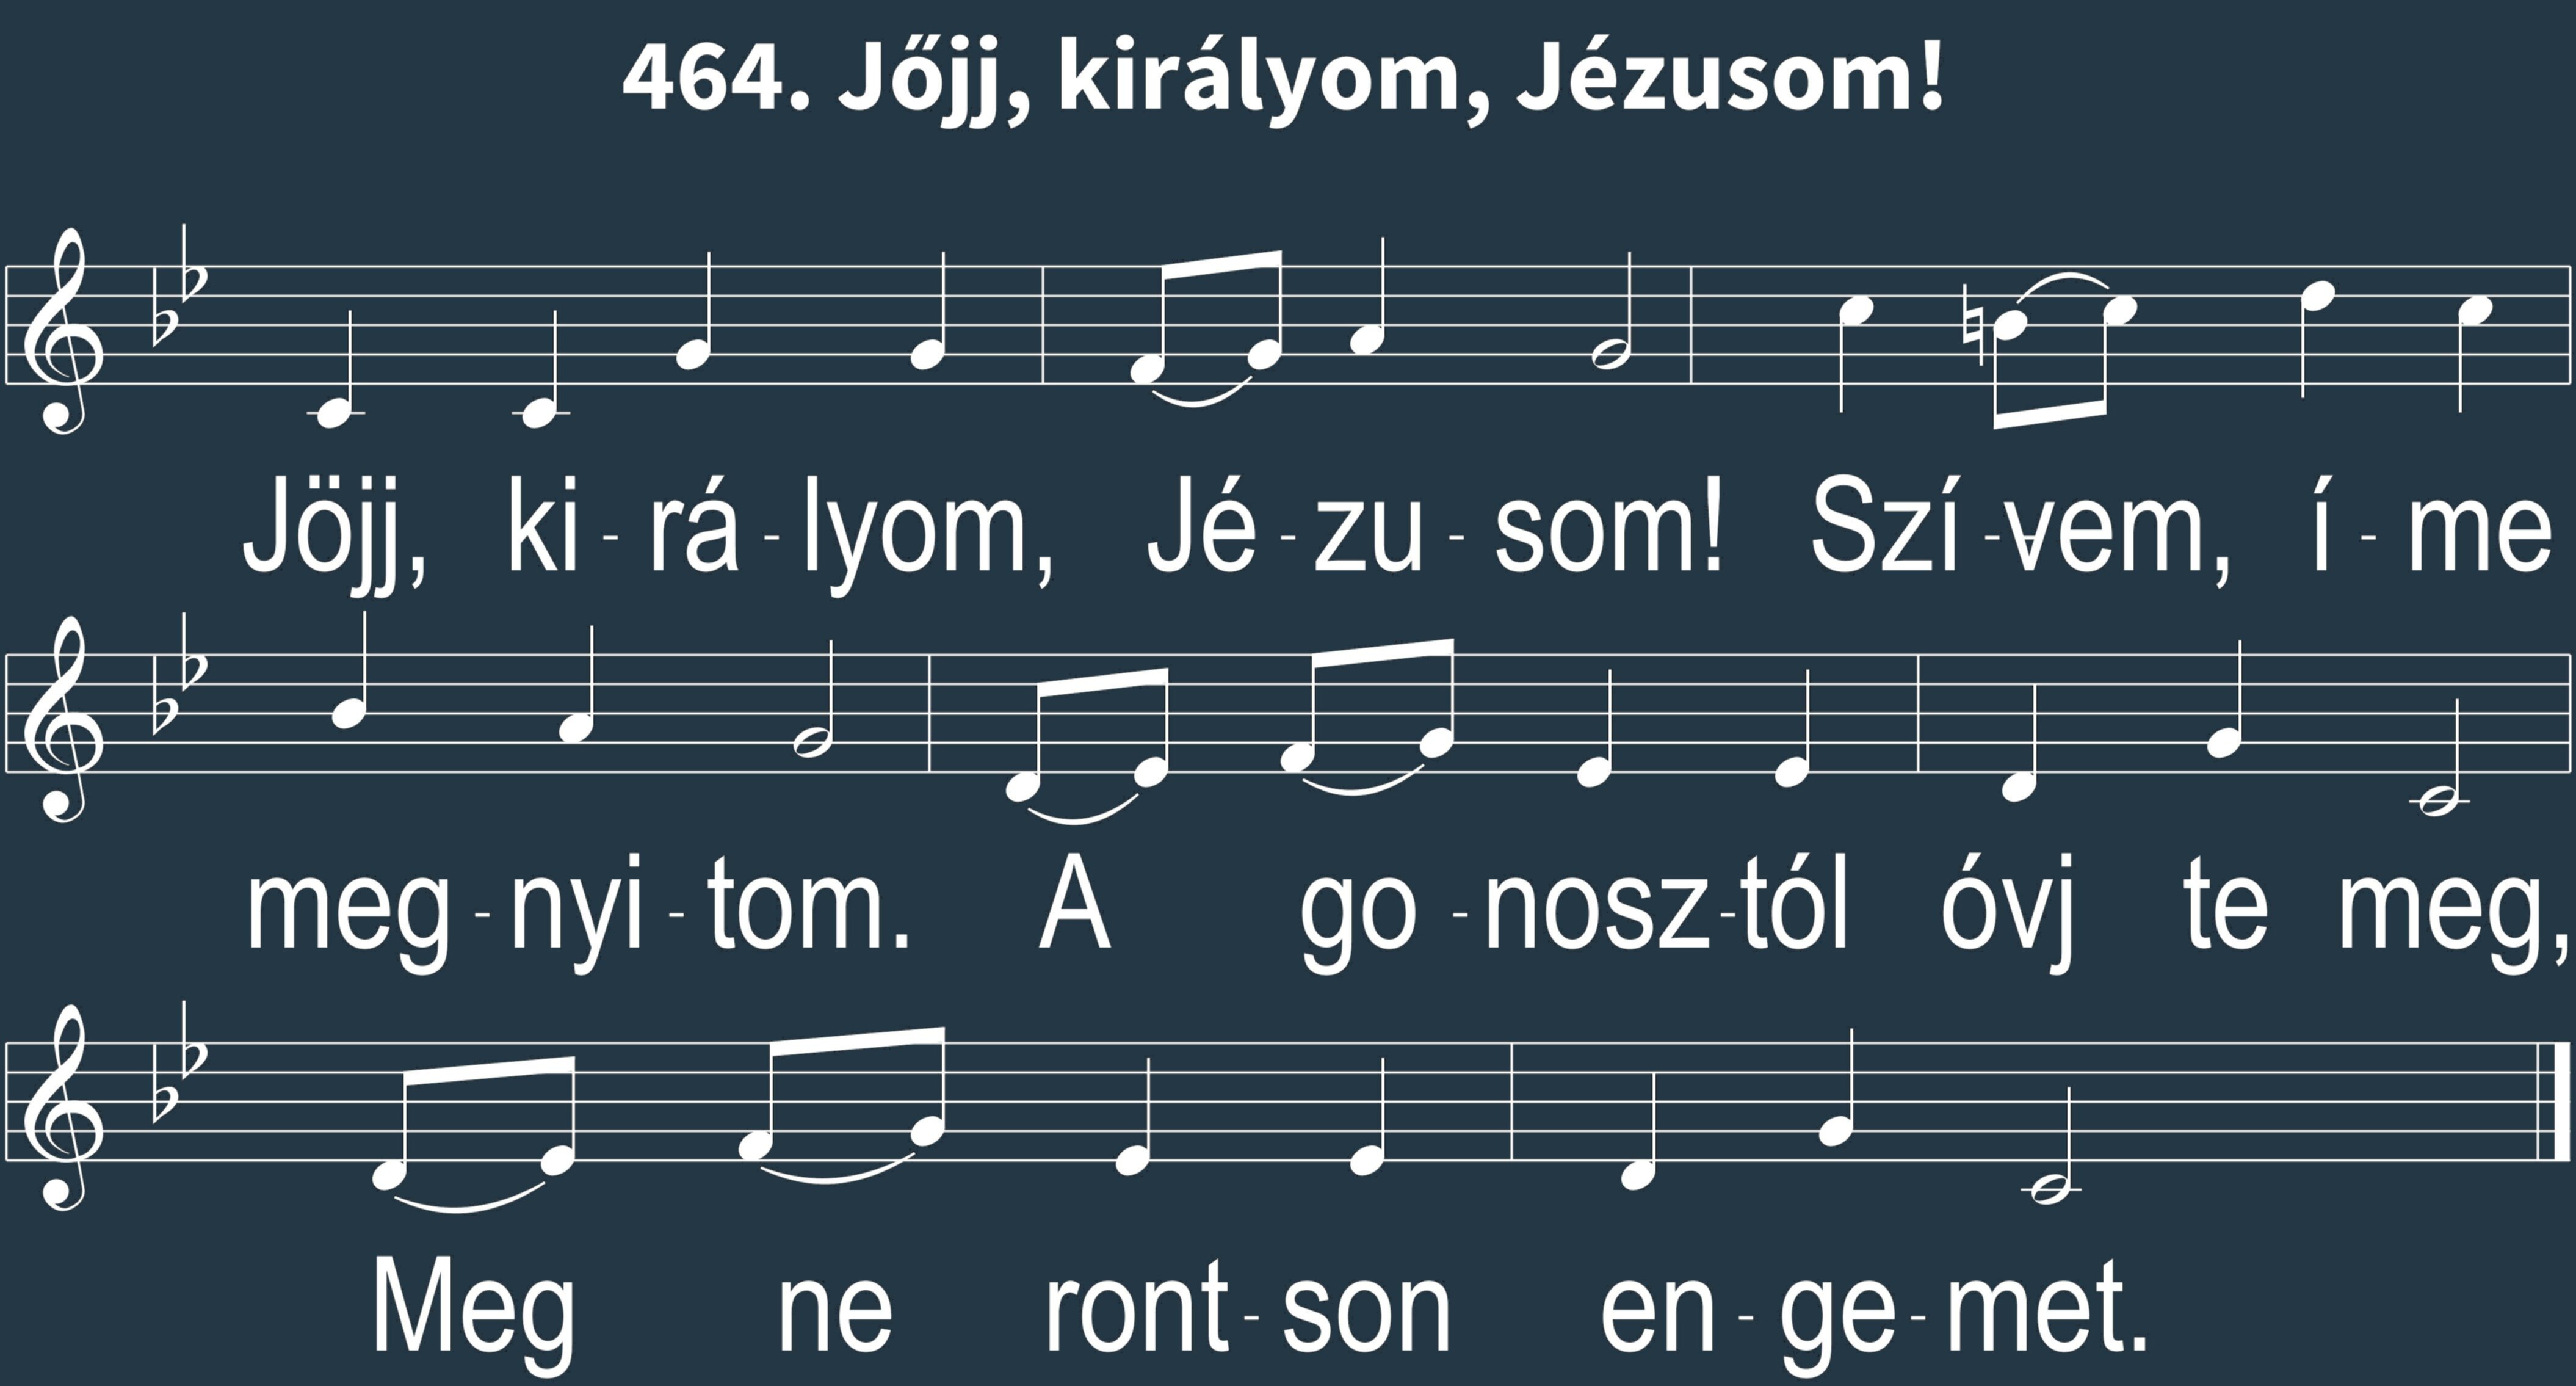 464. Jőjj, királyom, Jézusom!
Jöjj, ki - rá - lyom, Jé - zu - som! Szí - vem, í - me
meg - nyi - tom. A go - nosz - tól óvj te meg,
Meg ne ront - son en - ge - met.